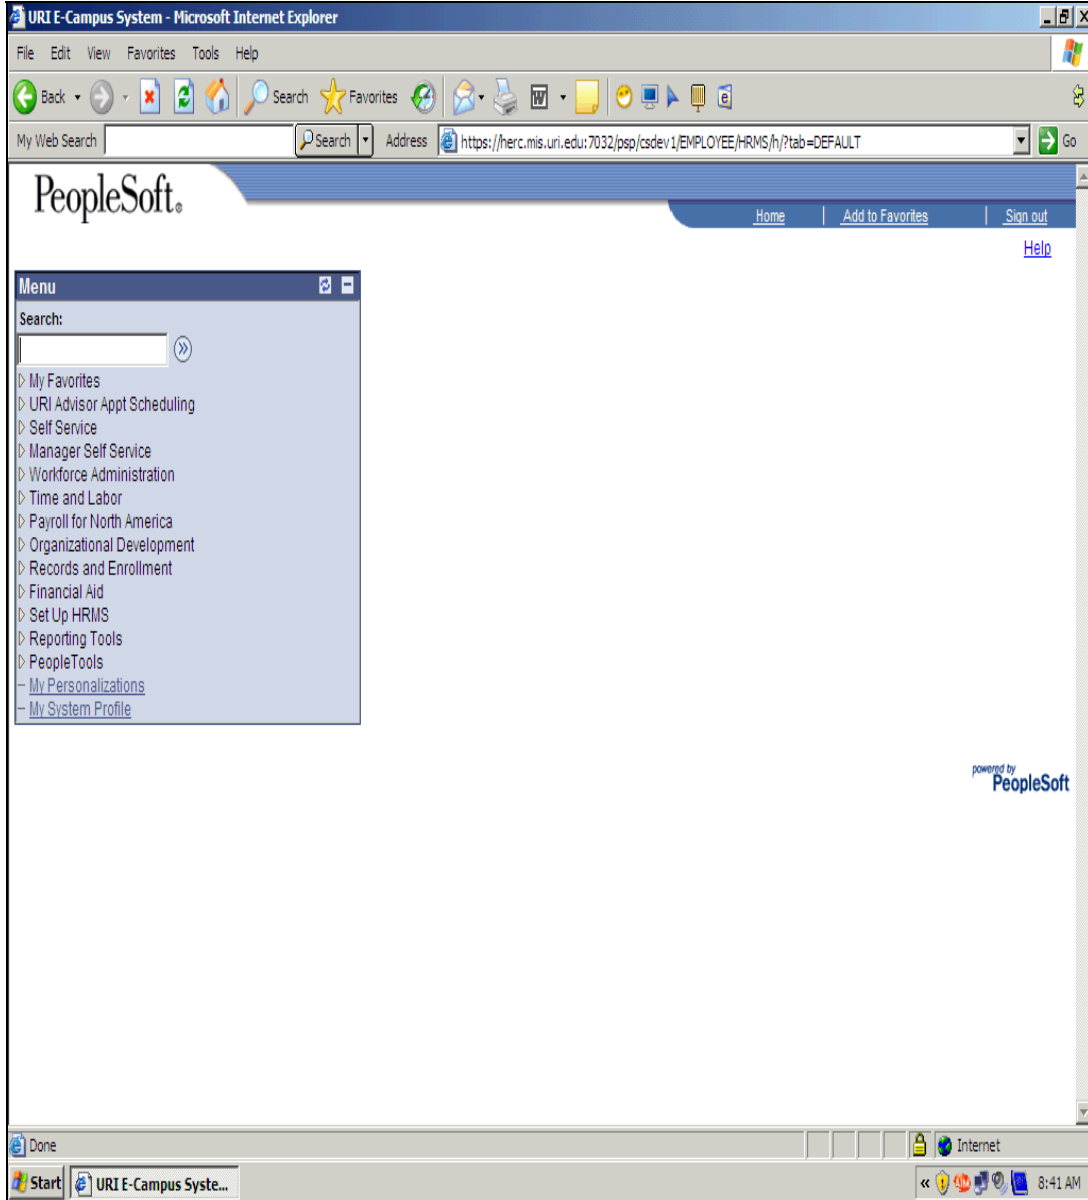 URI E-Campus System - Microsoft Internet Explorer
File Edit View Favorites Tools Help
Back Search Favorites
My Web Search Search Address https://herc.mis.uri.edu:7032/psp/csdev1/EMPLOYEE/HRMS/h/?tab=DEFAULT Go
PeopleSoft®
Home | Add to Favorites | Sign out
Help
Menu
Search:
My Favorites
URI Advisor Appt Scheduling
Self Service
Manager Self Service
Workforce Administration
Time and Labor
Payroll for North America
Organizational Development
Records and Enrollment
Financial Aid
Set Up HRMS
Reporting Tools
PeopleTools
– My Personalizations
– My System Profile
powered by
PeopleSoft
Done Internet
Start URI E-Campus Syste... « 8:41 AM